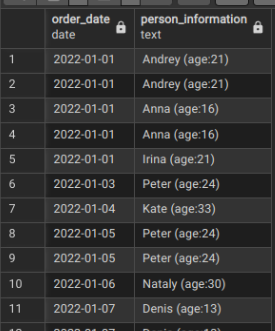 order_date person_information
date text
1 2022-01-01 Andrey (age:21)
2 2022-01-01 Andrey (age:21)
3 2022-01-01 Anna (age:16)
4 2022-01-01 Anna (age:16)
5 2022-01-01 Irina (age:21)
6 2022-01-03 Peter (age:24)
7 2022-01-04 Kate (age:33)
8 2022-01-05 Peter (age:24)
9 2022-01-05 Peter (age:24)
10 2022-01-06 Nataly (age:30)
11 2022-01-07 Denis (age:13)